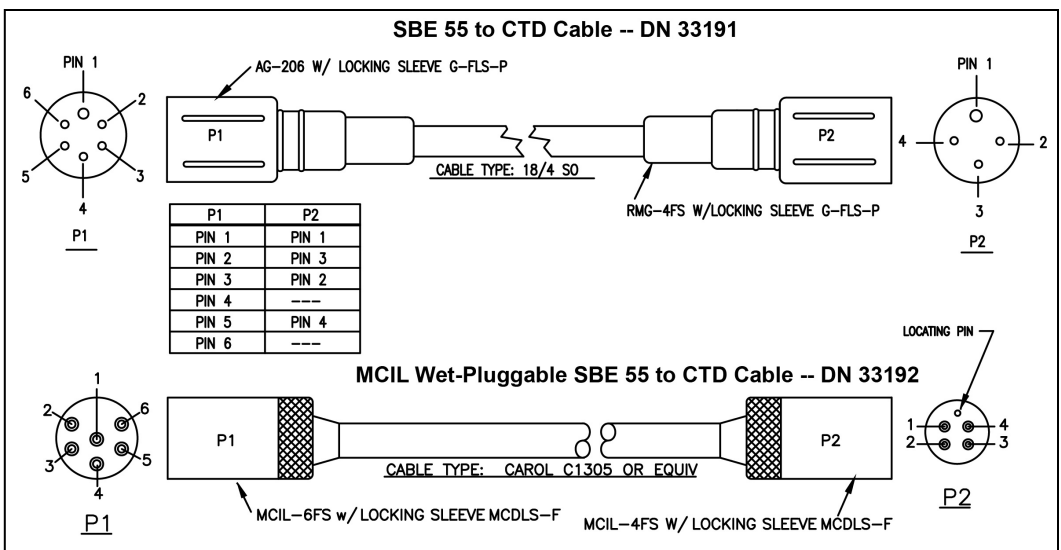 SBE 55 to CTD Cable -- DN 33191
PIN 1
6
2
5
3
4
P1
AG-206 W/ LOCKING SLEEVE G-FLS-P
P1
CABLE TYPE: 18/4 SO
P2
RMG-4FS W/LOCKING SLEEVE G-FLS-P
PIN 1
4
2
3
P2
P1 P2
PIN 1 PIN 1
PIN 2 PIN 3
PIN 3 PIN 2
PIN 4 ---
PIN 5 PIN 4
PIN 6 ---
MCIL Wet-Pluggable SBE 55 to CTD Cable -- DN 33192
1
2
6
3
5
4
P1
P1
CABLE TYPE: CAROL C1305 OR EQUIV
P2
MCIL-6FS w/ LOCKING SLEEVE MCDLS-F
MCIL-4FS W/ LOCKING SLEEVE MCDLS-F
LOCATING PIN
1
4
2
3
P2